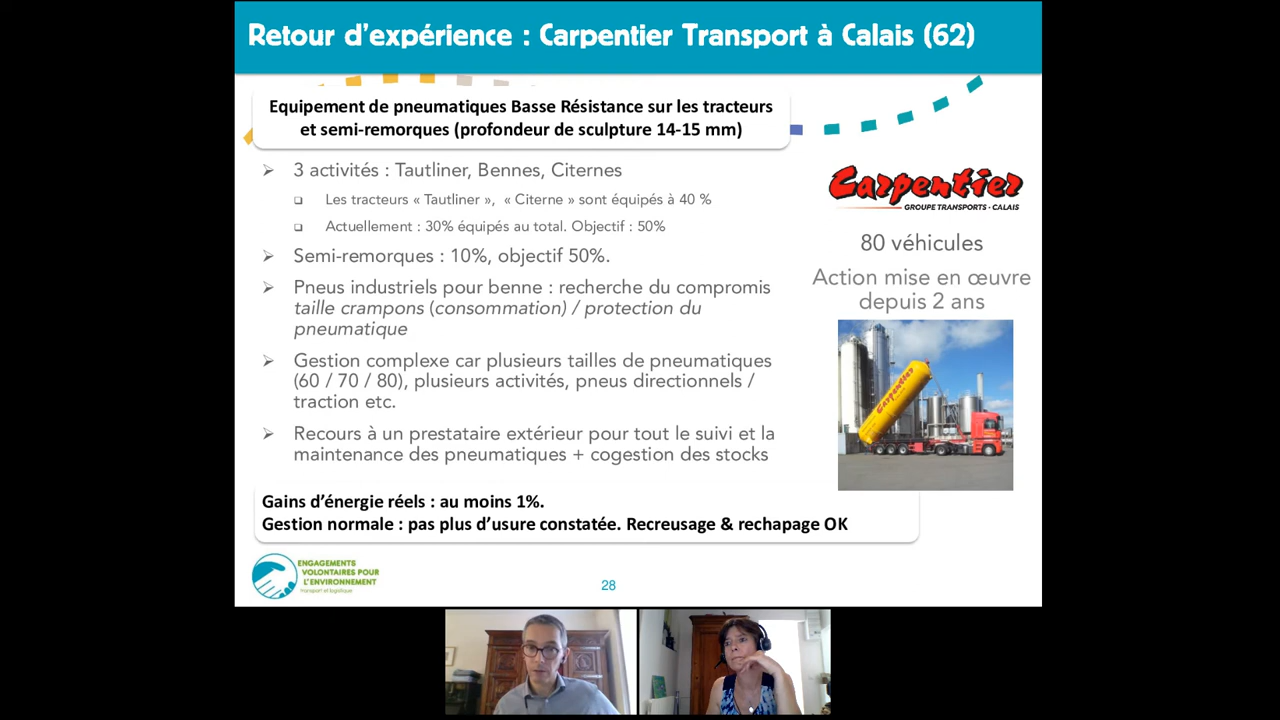 Retour d'expérience : Carpentier Transport à Calais (62)
Equipement de pneumatiques Basse Résistance sur les tracteurs
et semi-remorques (profondeur de sculpture 14-15 mm)
3 activités : Tautliner, Bennes, Citernes
Les tracteurs « Tautliner », « Citerne » sont équipés à 40 %
Actuellement : 30% équipés au total. Objectif : 50%
Semi-remorques : 10%, objectif 50%.
Pneus industriels pour benne : recherche du compromis
taille crampons (consommation) / protection du
pneumatique
Gestion complexe car plusieurs tailles de pneumatiques
(60 / 70 / 80), plusieurs activités, pneus directionnels /
traction etc.
Recours à un prestataire extérieur pour tout le suivi et la
maintenance des pneumatiques + cogestion des stocks
Carpentier
GROUPE TRANSPORTS - CALAIS
80 véhicules
Action mise en œuvre
depuis 2 ans
Carpentier
Gains d'énergie réels : au moins 1%.
Gestion normale : pas plus d'usure constatée. Recreusage & rechapage OK
ENGAGEMENTS
VOLONTAIRES POUR
L'ENVIRONNEMENT
transport et logistique
28